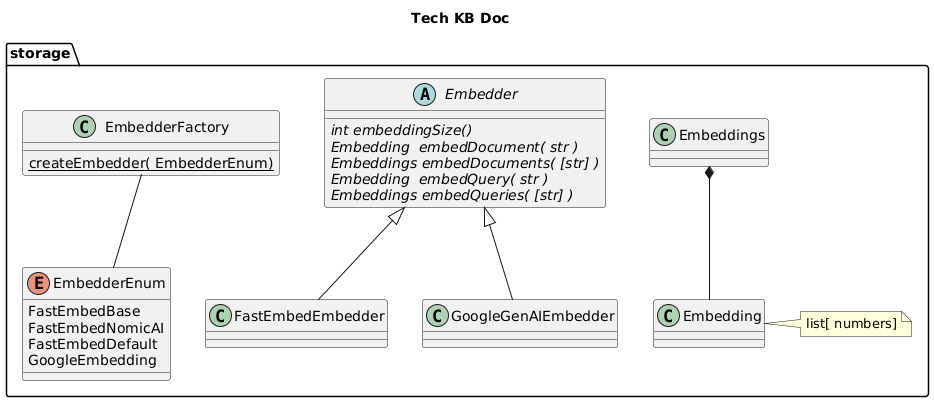 Tech KB Doc
storage
C EmbedderFactory
createEmbedder( EmbedderEnum)
A Embedder
int embeddingSize()
Embedding  embedDocument( str )
Embeddings embedDocuments( [str] )
Embedding  embedQuery( str )
Embeddings embedQueries( [str] )
C Embeddings
E EmbedderEnum
FastEmbedBase
FastEmbedNomicAI
FastEmbedDefault
GoogleEmbedding
C FastEmbedEmbedder
C GoogleGenAIEmbedder
C Embedding
list[ numbers]